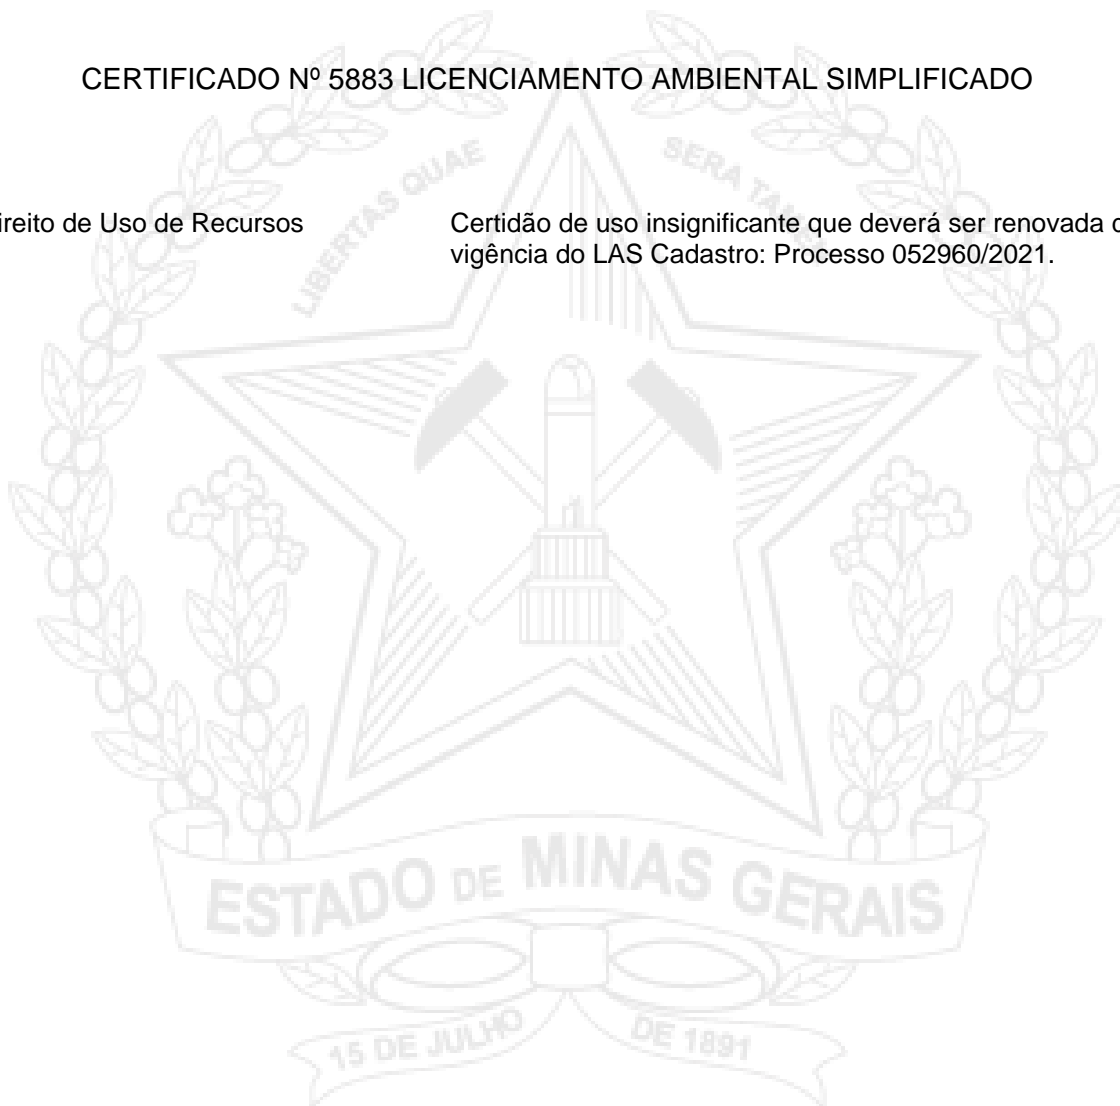 CERTIFICADO Nº 5883 LICENCIAMENTO AMBIENTAL SIMPLIFICADO
LIBERTAS QUAE
SERA TAMEN
ireito de Uso de Recursos
Certidão de uso insignificante que deverá ser renovada
vigência do LAS Cadastro: Processo 052960/2021.
ESTADO DE MINAS GERAIS
15 DE JULHO
DE 1891